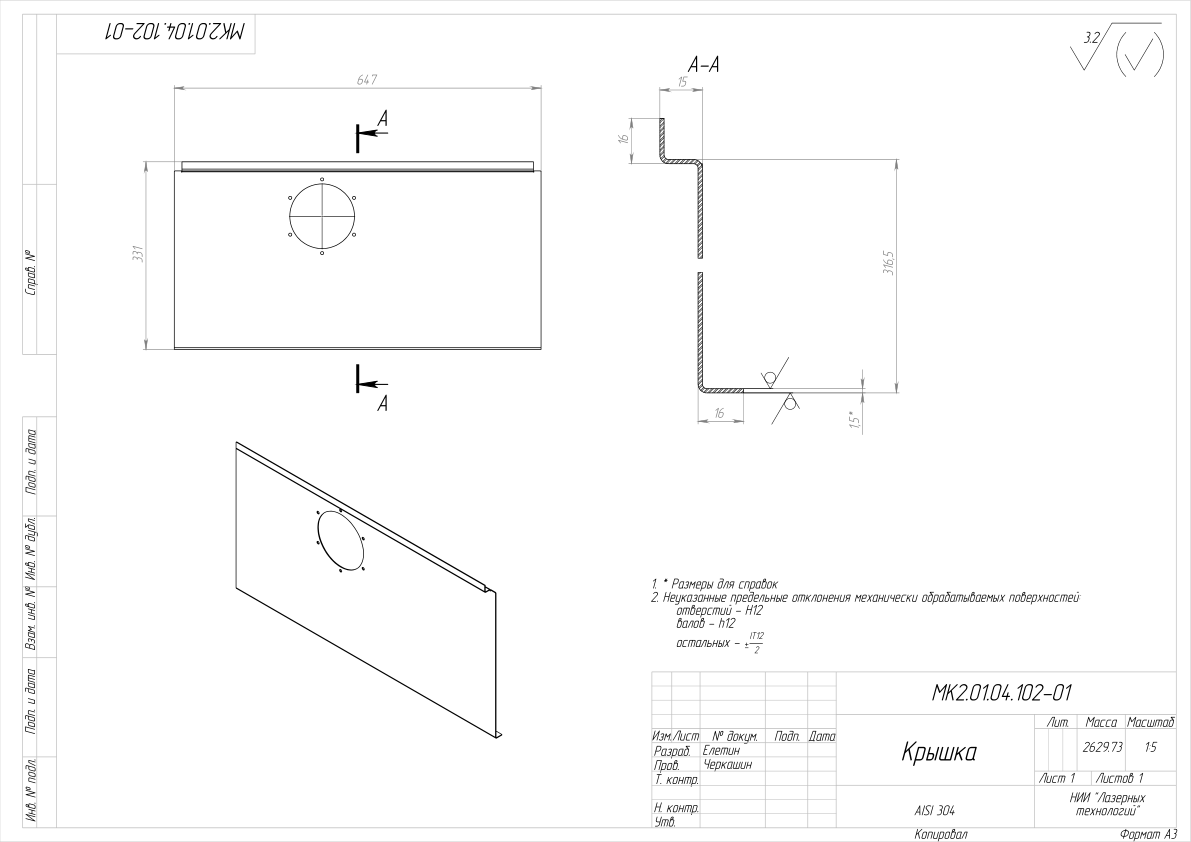 МК2.01.04.102-01
3.2
647
А
331
А
А-А
15
16
316,5
16
1,5*
Справ. №
Подп. и дата
Инв. № дубл.
Взам. инв. №
Подп. и дата
Инв. № подл.
1. * Размеры для справок
2. Неуказанные предельные отклонения механически обрабатываемых поверхностей:
отверстий - H12
валов - h12
остальных - ± IT12
2
МК2.01.04.102-01
Лит. Масса Масштаб
Изм. Лист № докум. Подп. Дата
Разраб. Елетин
Крышка
2629.73 1:5
Пров. Черкашин
Т. контр.
Лист 1 Листов 1
Н. контр.
Утв.
AISI 304
НИИ "Лазерных
технологий"
Копировал Формат А3